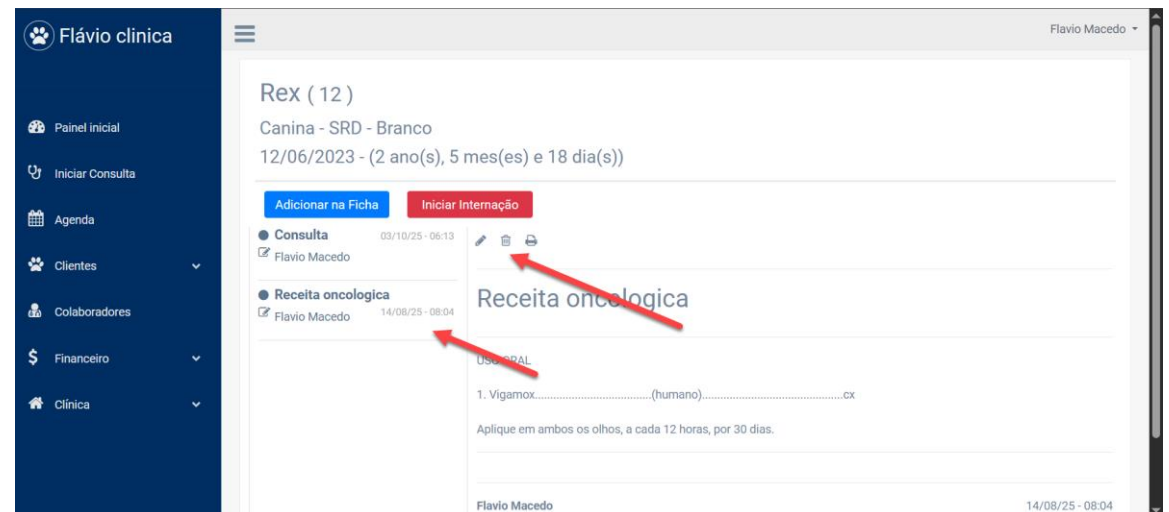 Flávio clinica
Flavio Macedo
Painel inicial
Iniciar Consulta
Agenda
Clientes
Colaboradores
Financeiro
Clínica
Rex ( 12 )
Canina - SRD - Branco
12/06/2023 - (2 ano(s), 5 mes(es) e 18 dia(s))
Adicionar na Ficha
Iniciar Internação
Consulta 03/10/25 - 06:13
Flavio Macedo
Receita oncologica
Flavio Macedo 14/08/25 - 08:04
Receita oncologica
USO ORAL
1. Vigamox......................................(humano)..............................................cx
Aplique em ambos os olhos, a cada 12 horas, por 30 dias.
Flavio Macedo 14/08/25 - 08:04